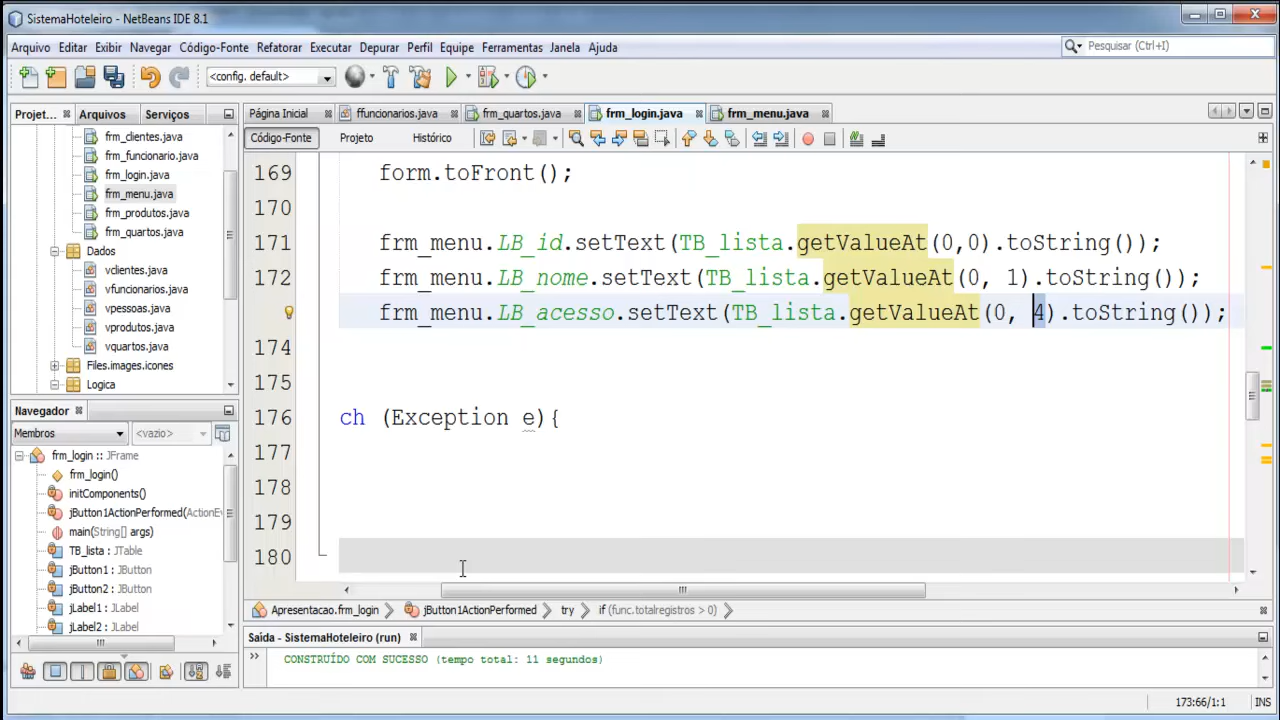 SistemaHoteleiro - NetBeans IDE 8.1
Arquivo Editar Exibir Navegar Código-Fonte Refatorar Executar Depurar Perfil Equipe Ferramentas Janela Ajuda
Pesquisar (Ctrl+I)
<config. default>
Projet... Arquivos Serviços
Página Inicial ffuncionarios.java frm_quartos.java frm_login.java frm_menu.java
Código-Fonte Projeto Histórico
frm_clientes.java
frm_funcionario.java
frm_login.java
frm_menu.java
frm_produtos.java
frm_quartos.java
Dados
vclientes.java
vfuncionarios.java
vpessoas.java
vprodutos.java
vquartos.java
Files.images.icones
Logica
169 form.toFront();
170
171 frm_menu.LB_id.setText(TB_lista.getValueAt(0,0).toString());
172 frm_menu.LB_nome.setText(TB_lista.getValueAt(0, 1).toString());
frm_menu.LB_acesso.setText(TB_lista.getValueAt(0, 4).toString());
174
175
176 ch (Exception e){
177
178
179
180
Navegador
Membros <vazio>
frm_login :: JFrame
frm_login()
initComponents()
jButton1ActionPerformed(ActionEv
main(String[] args)
TB_lista : JTable
jButton1 : JButton
jButton2 : JButton
jLabel1 : JLabel
jLabel2 : JLabel
Apresentacao.frm_login jButton1ActionPerformed try if (func.totalregistros > 0)
Saída - SistemaHoteleiro (run)
CONSTRUÍDO COM SUCESSO (tempo total: 11 segundos)
173:66/1:1 INS